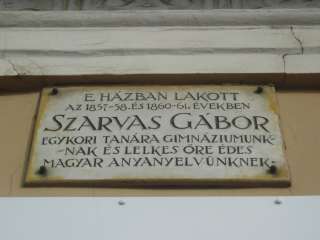 E HÁZBAN LAKOTT
AZ 1857-58. ÉS 1860-61. ÉVEKBEN
SZARVAS GÁBOR
EGYKORI TANÁRA GIMNÁZIUMUNK-
-NAK ÉS LELKES ŐRE ÉDES
MAGYAR ANYANYELVÜNKNEK.